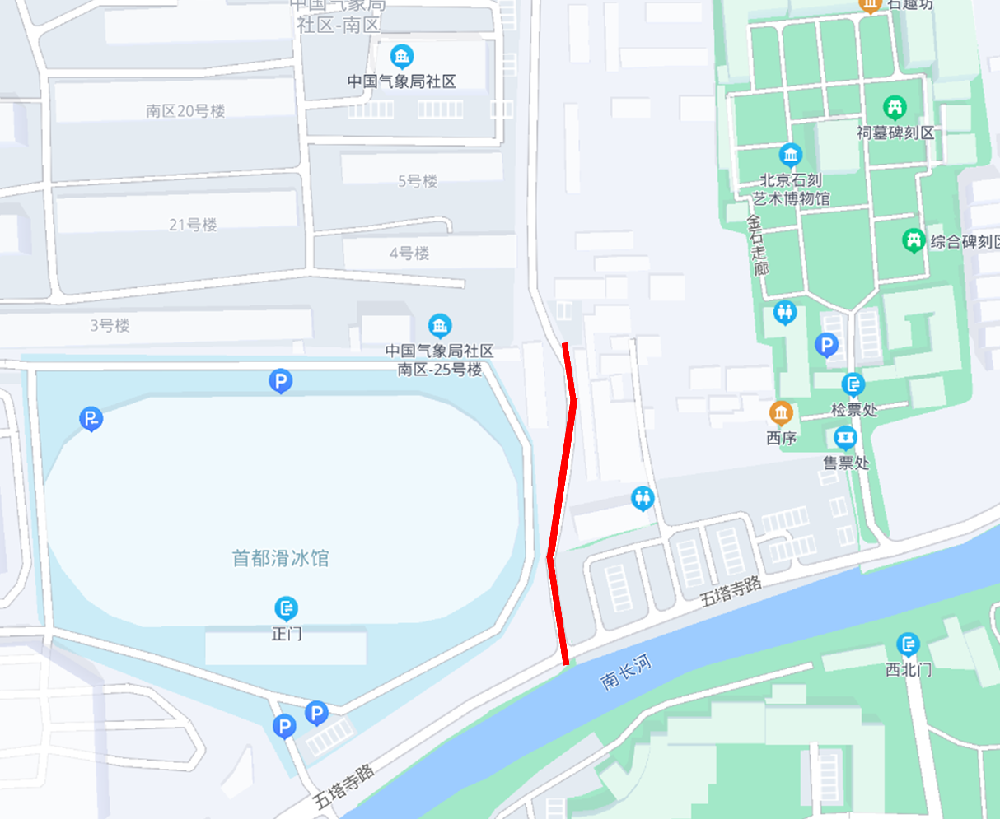 中国气象局
社区-南区
石趣坊
中国气象局社区
南区20号楼
祠墓碑刻区
5号楼
北京石刻
艺术博物馆
21号楼
金石走廊
综合碑刻区
4号楼
3号楼
中国气象局社区
南区-25号楼
P
P
P
检票处
西序
售票处
首都滑冰馆
五塔寺路
正门
南长河
西北门
P
P
五塔寺路